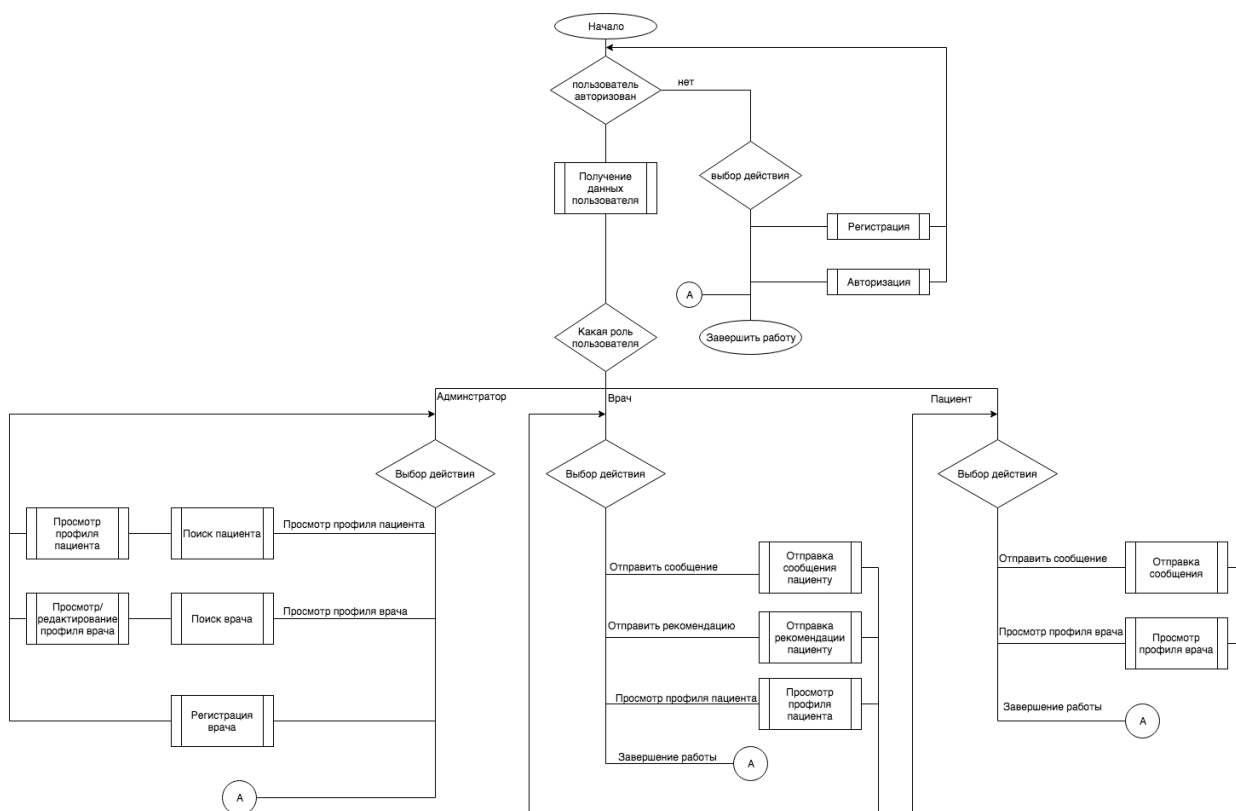 Начало
пользователь
авторизован
нет
Получение
данных
пользователя
выбор действия
Регистрация
Авторизация
А
Завершить работу
Какая роль
пользователя
Админстратор
Врач
Пациент
Выбор действия
Выбор действия
Выбор действия
Просмотр
профиля
пациента
Поиск пациента
Просмотр профиля пациента
Просмотр/
редактирование
профиля врача
Поиск врача
Просмотр профиля врача
Регистрация
врача
А
Отправить сообщение
Отправка
сообщения
пациенту
Отправить рекомендацию
Отправка
рекомендации
пациенту
Просмотр профиля пациента
Просмотр
профиля
пациента
Завершение работы
А
Отправить сообщение
Отправка
сообщения
Просмотр профиля врача
Просмотр
профиля врача
Завершение работы
А